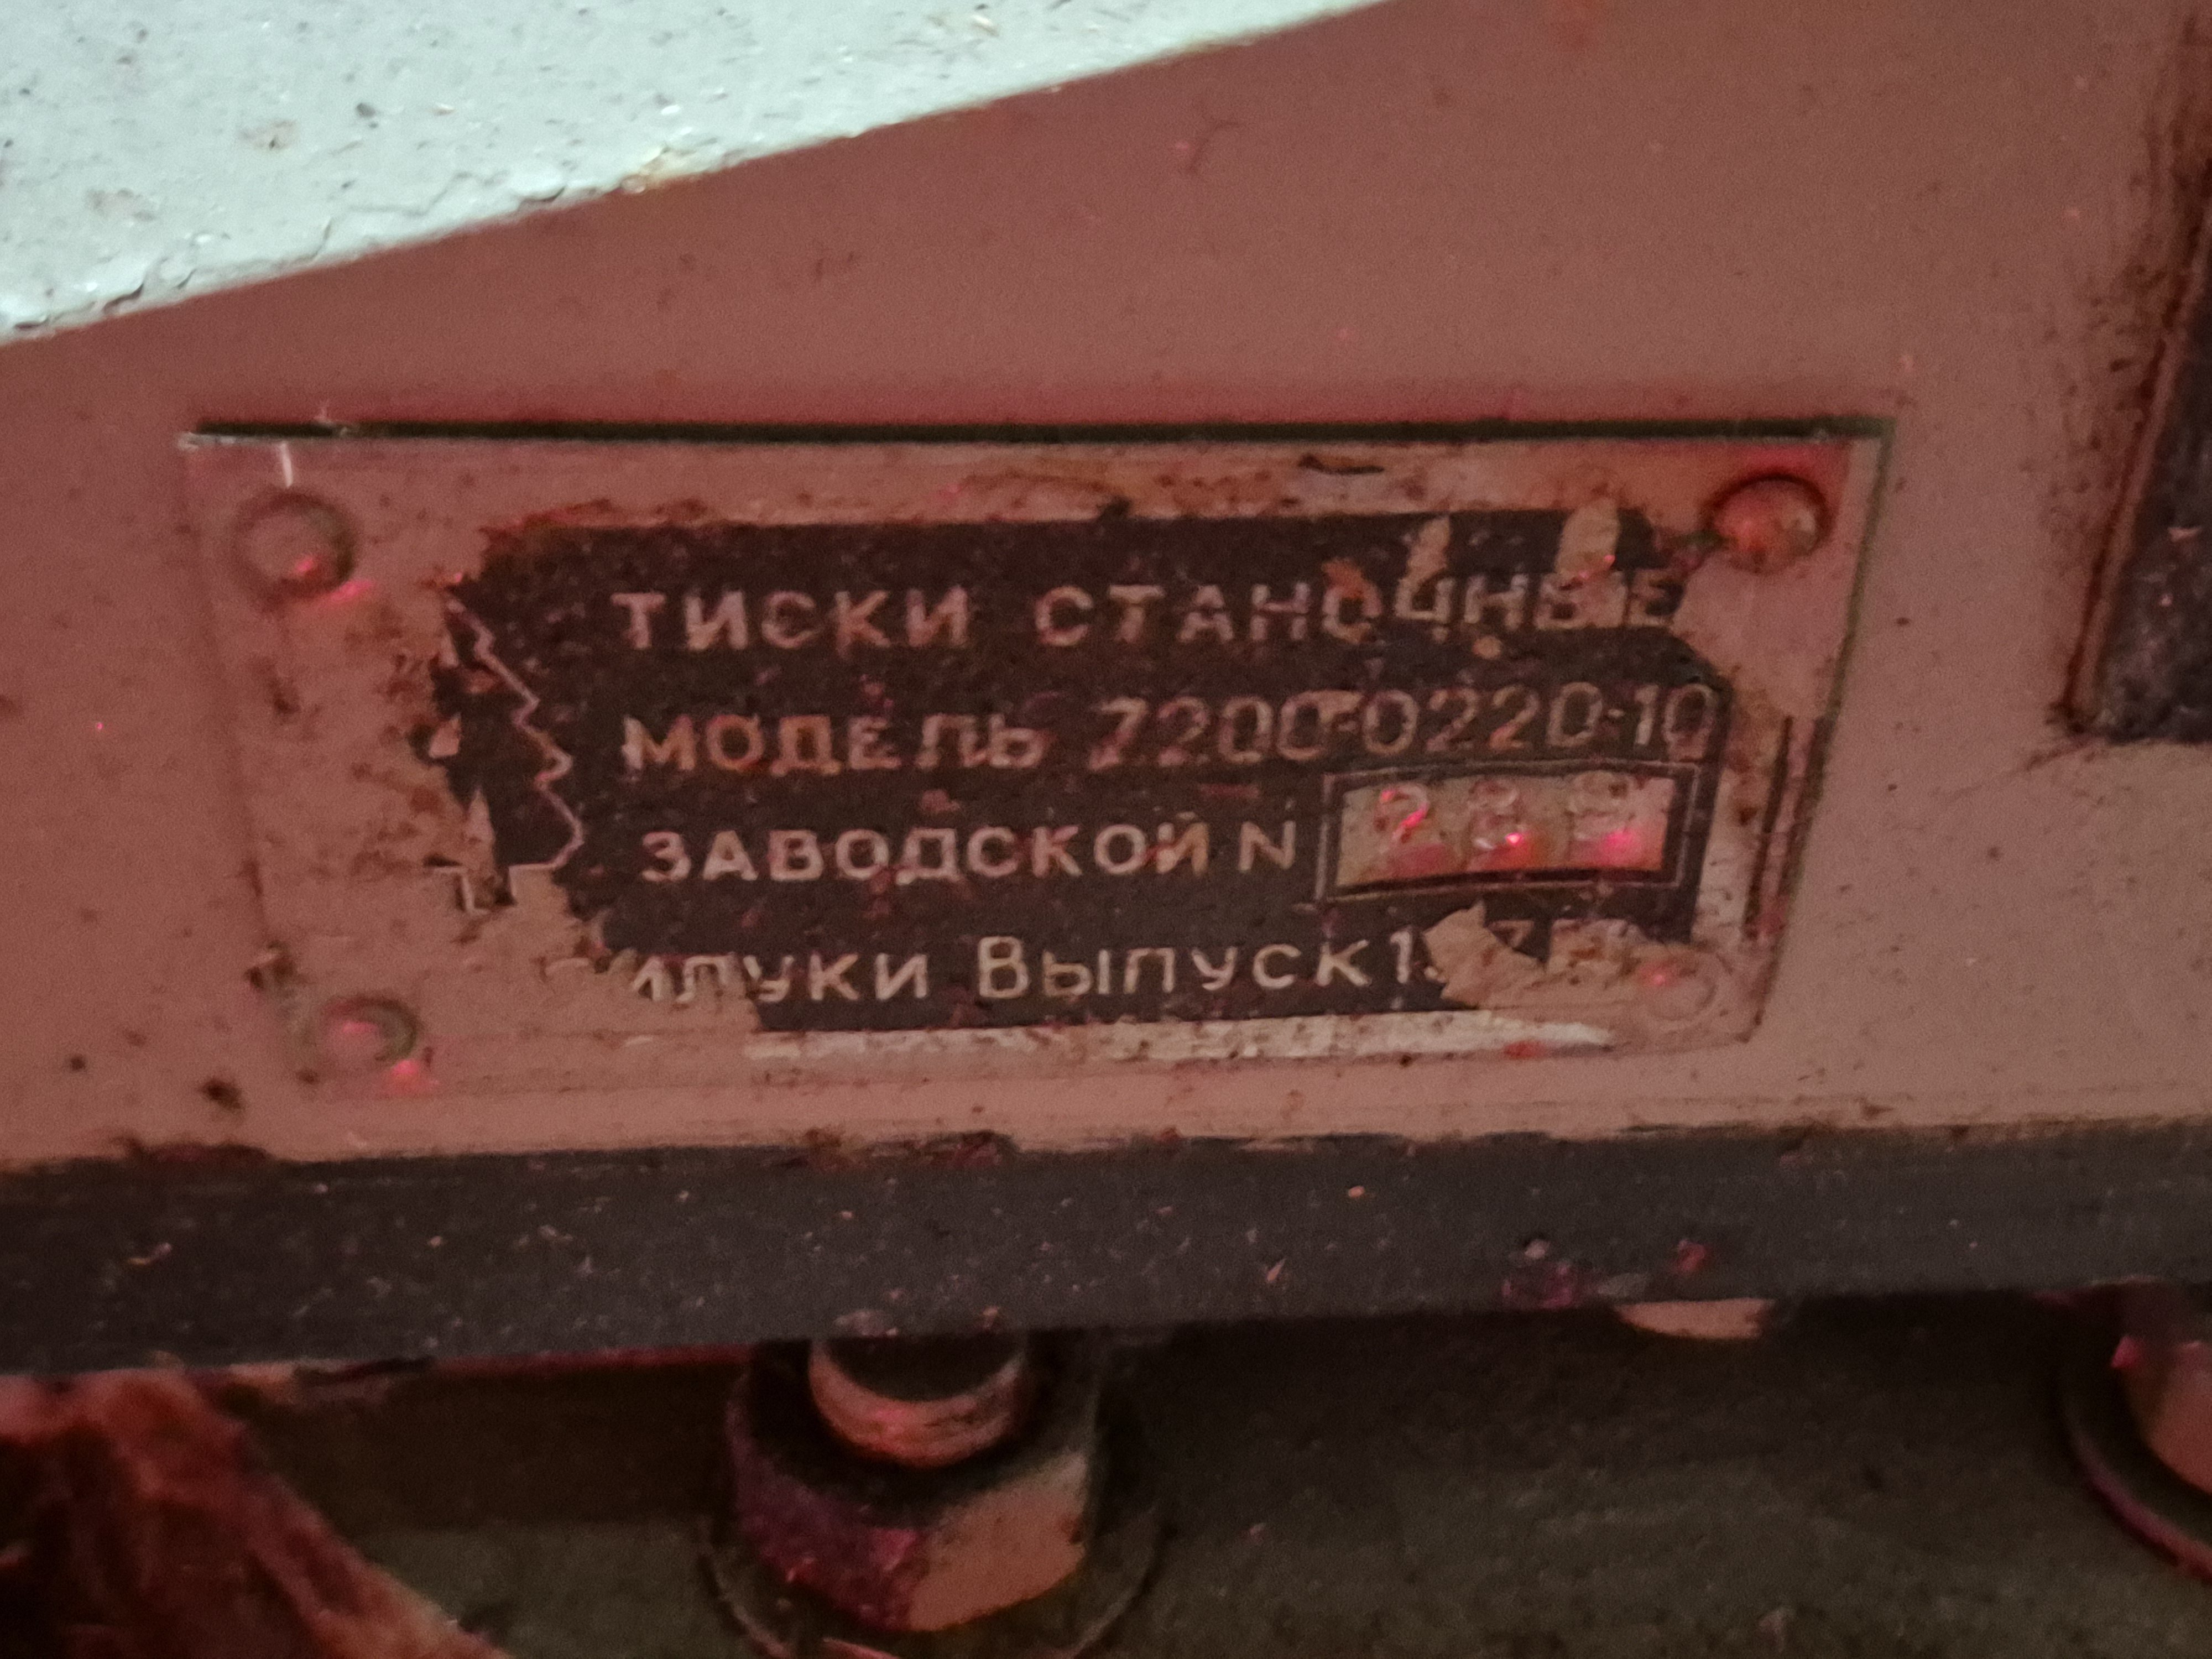 ТИСКИ СТАНОЧНЫЕ
МОДЕЛЬ 7200-0220-10
ЗАВОДСКОЙ N
ВЫПУСК